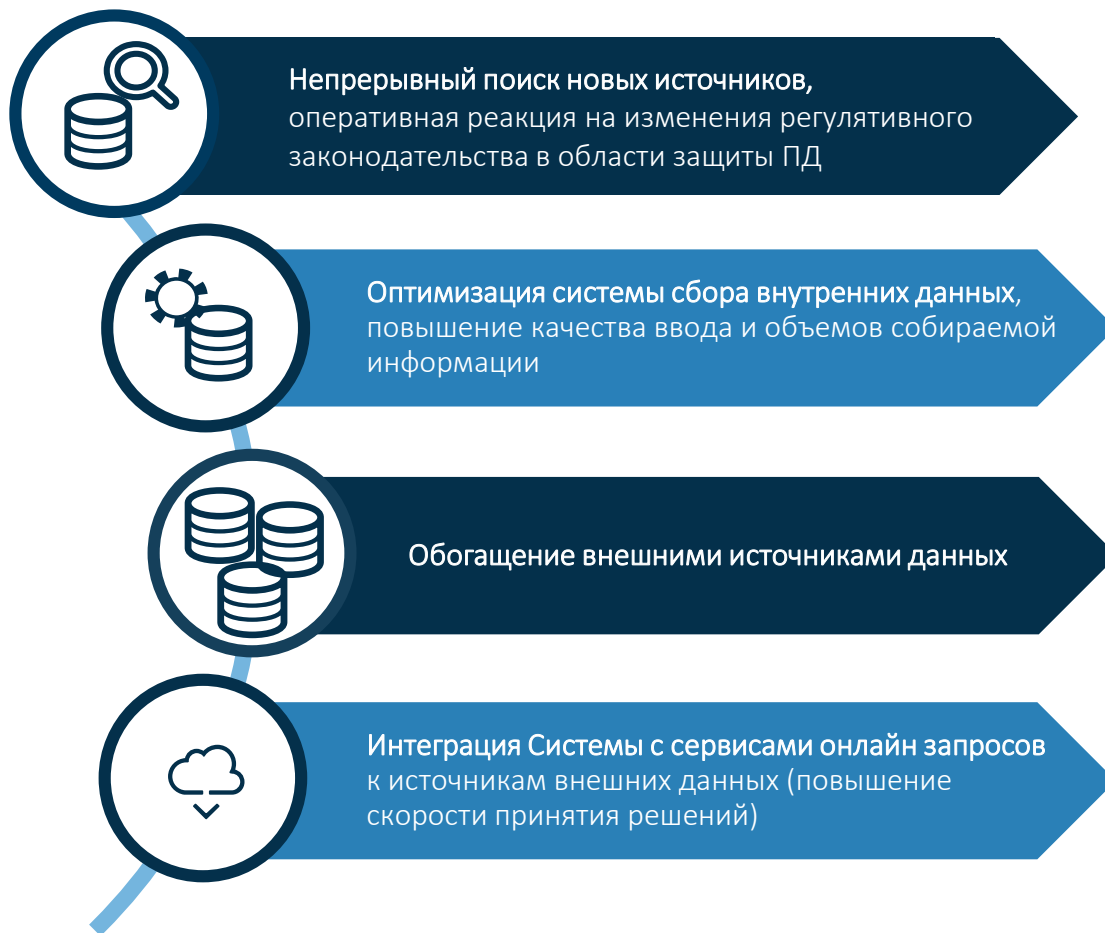 Непрерывный поиск новых источников,
оперативная реакция на изменения регулятивного
законодательства в области защиты ПД
Оптимизация системы сбора внутренних данных,
повышение качества ввода и объемов собираемой
информации
Обогащение внешними источниками данных
Интеграция Системы с сервисами онлайн запросов
к источникам внешних данных (повышение
скорости принятия решений)